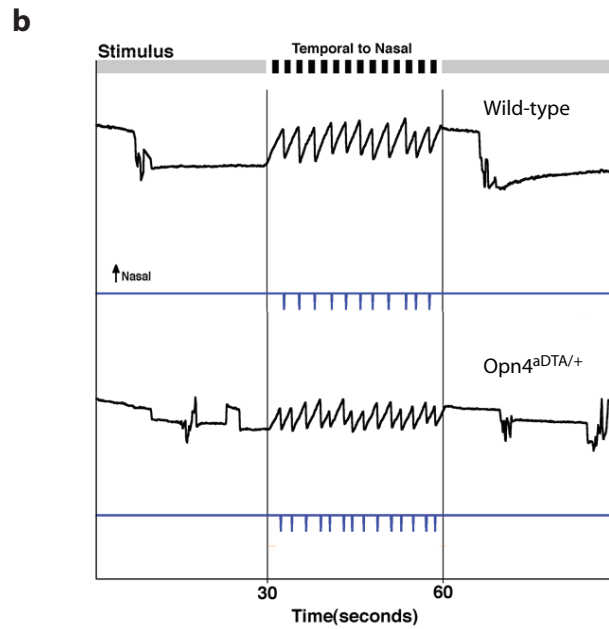 b
Stimulus
Temporal to Nasal
Wild-type
Nasal
Opn4aDTA/+
30
60
Time(seconds)